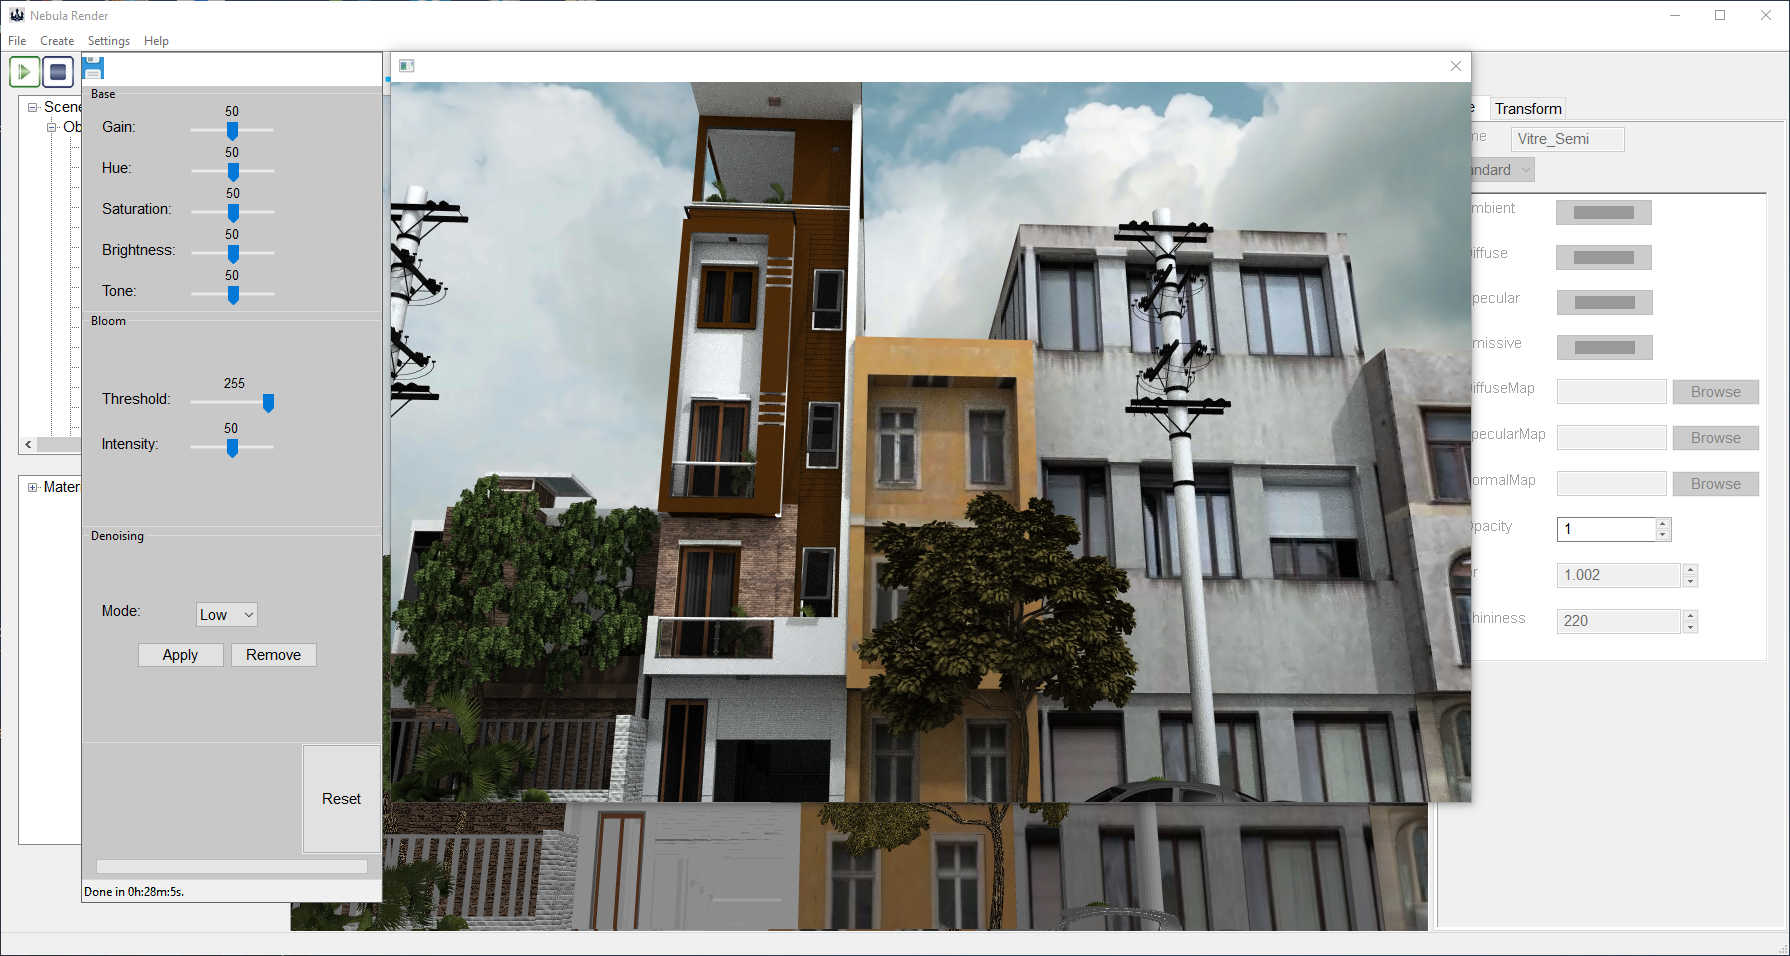 Nebula Render
File Create Settings Help
Scene
Ob
Mater
Base
50
Gain:
50
Hue:
50
Saturation:
50
Brightness:
50
Tone:
Bloom
255
Threshold:
50
Intensity:
Denoising
Mode: Low
Apply Remove
Reset
Done in 0h:28m:5s.
e Transform
me Vitre_Semi
andard
mbient
iffuse
pecular
missive
iffuseMap Browse
pecularMap Browse
ormalMap Browse
pacity 1
r 1.002
hininess 220